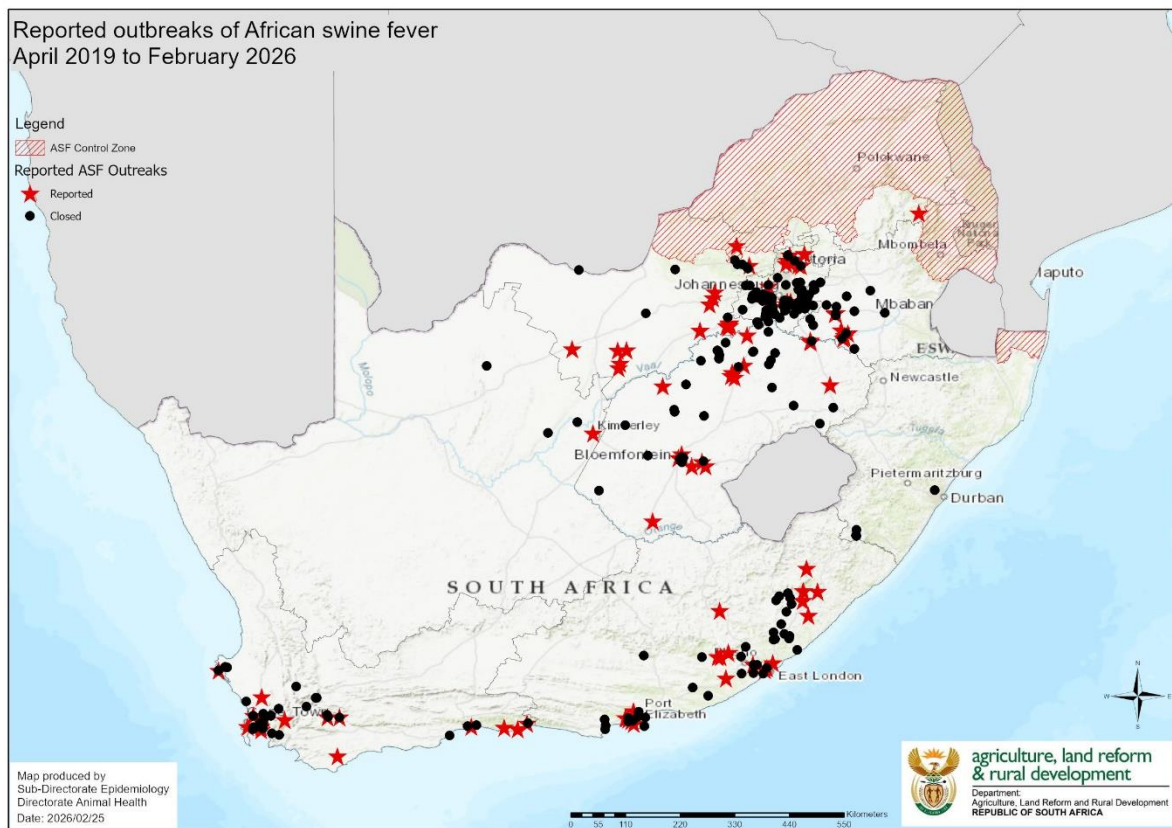 Reported outbreaks of African swine fever
April 2019 to February 2026
Legend
ASF Control Zone
Reported ASF Outreaks
Reported
Closed
Polokwane
Kruger
National
Park
Mbombela
toria
Maputo
Johannesbu
Mbaban
ESW
Molopo
Vaal
Newcastle
Kimberley
Tugela
Bloemfontein
Pietermaritzburg
Durban
Orange
SOUTH AFRICA
East London
Town
Port
Elizabeth
N
W
E
S
Map produced by
Sub-Directorate Epidemiology
Directorate Animal Health
Date: 2026/02/25
Kilometers
0 55 110 220 330 440 550
agriculture, land reform
& rural development
Department:
Agriculture, Land Reform and Rural Development
REPUBLIC OF SOUTH AFRICA